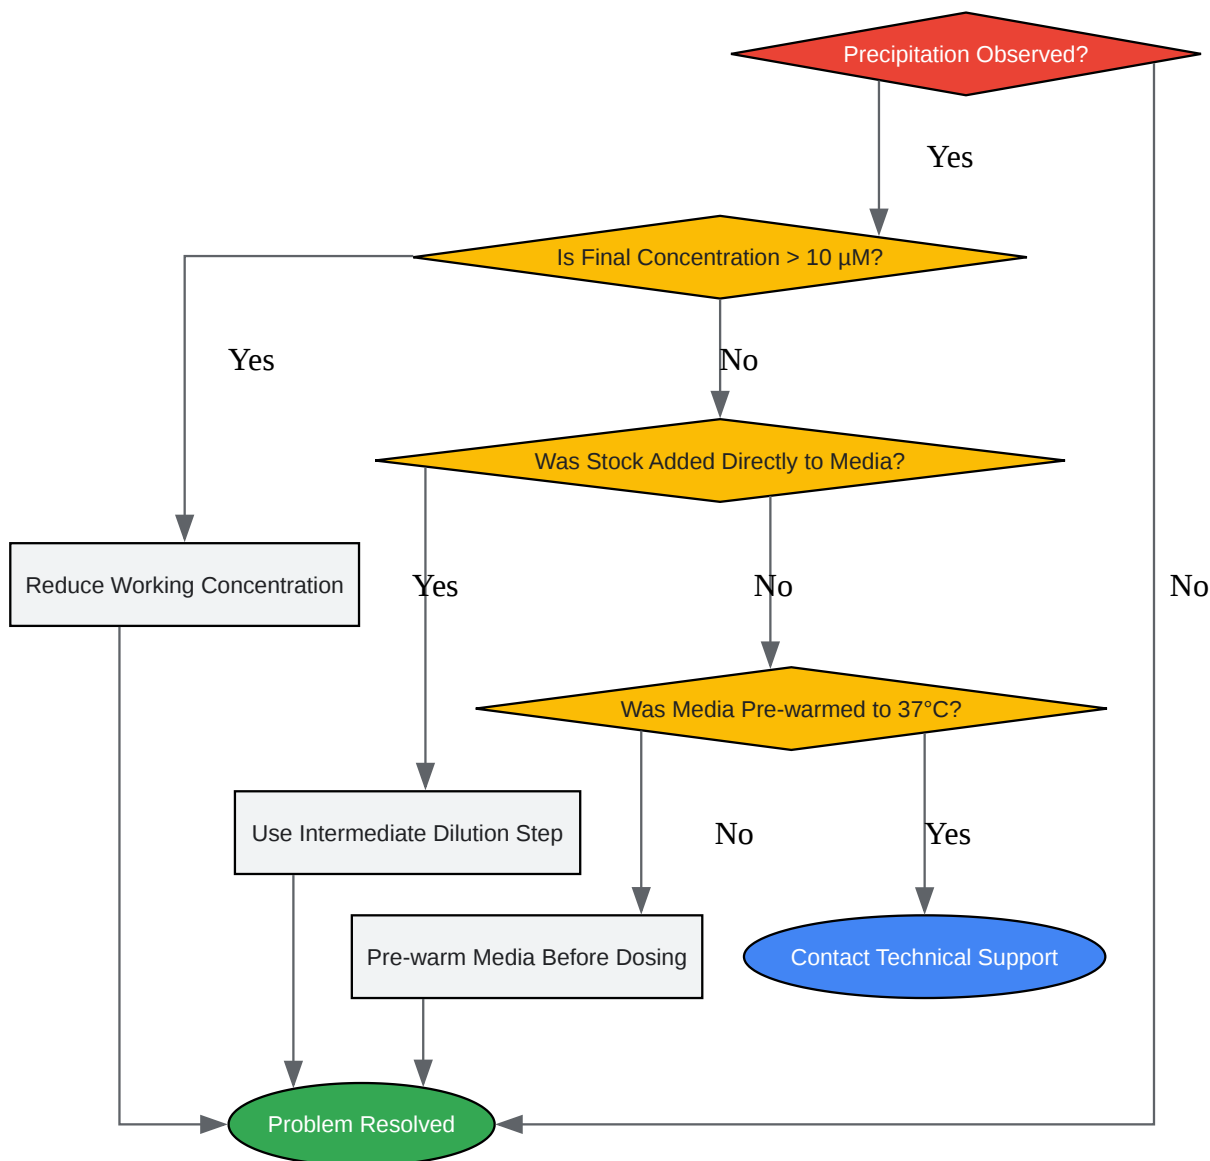 Precipitation Observed?
Yes
Is Final Concentration > 10 µM?
Yes
No
Was Stock Added Directly to Media?
Reduce Working Concentration
Yes
No
No
Was Media Pre-warmed to 37°C?
Use Intermediate Dilution Step
No
Yes
Pre-warm Media Before Dosing
Contact Technical Support
Problem Resolved